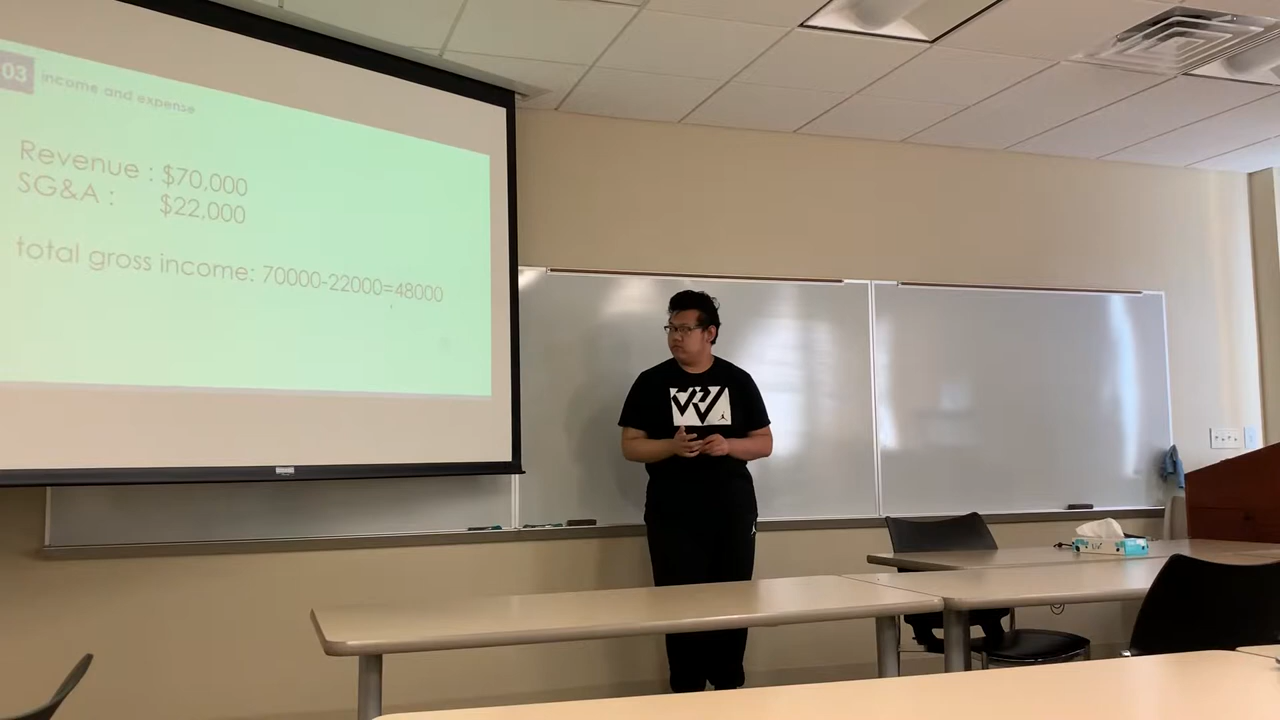 03 income and expense
Revenue : $70,000
SG&A : $22,000
total gross income: 70000-22000=48000